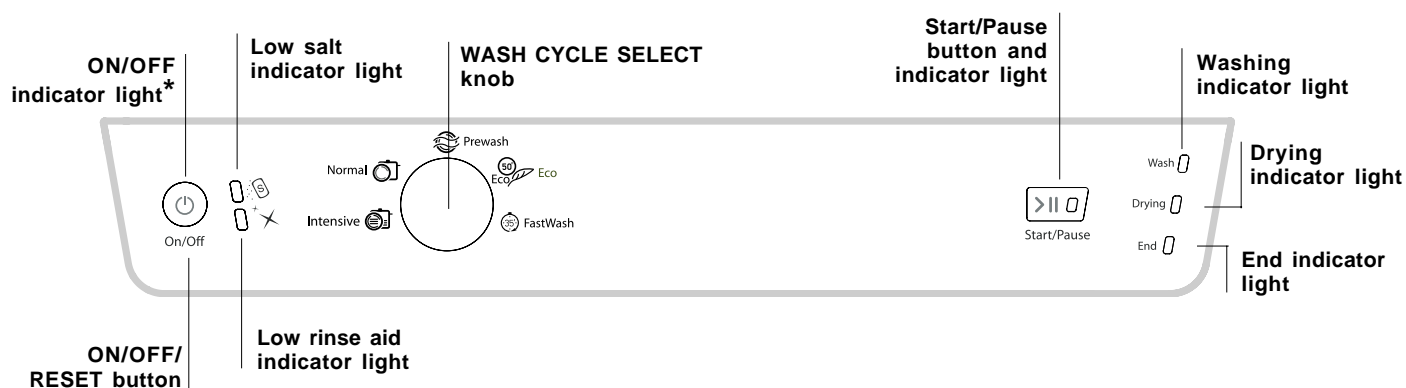 ON/OFF
indicator light*
Low salt
indicator light
WASH CYCLE SELECT
knob
Start/Pause
button and
indicator light
Washing
indicator light
Drying
indicator light
End indicator
light
Prewash
Normal
50°
Eco
Eco
Intensive
35'
FastWash
S
On/Off
Start/Pause
Wash
Drying
End
ON/OFF/
RESET button
Low rinse aid
indicator light